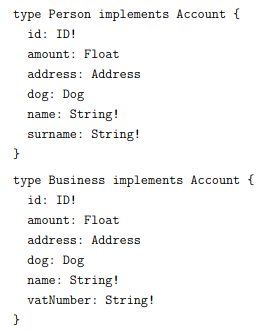 type Person implements Account {
  id: ID!
  amount: Float
  address: Address
  dog: Dog
  name: String!
  surname: String!
}
type Business implements Account {
  id: ID!
  amount: Float
  address: Address
  dog: Dog
  name: String!
  vatNumber: String!
}